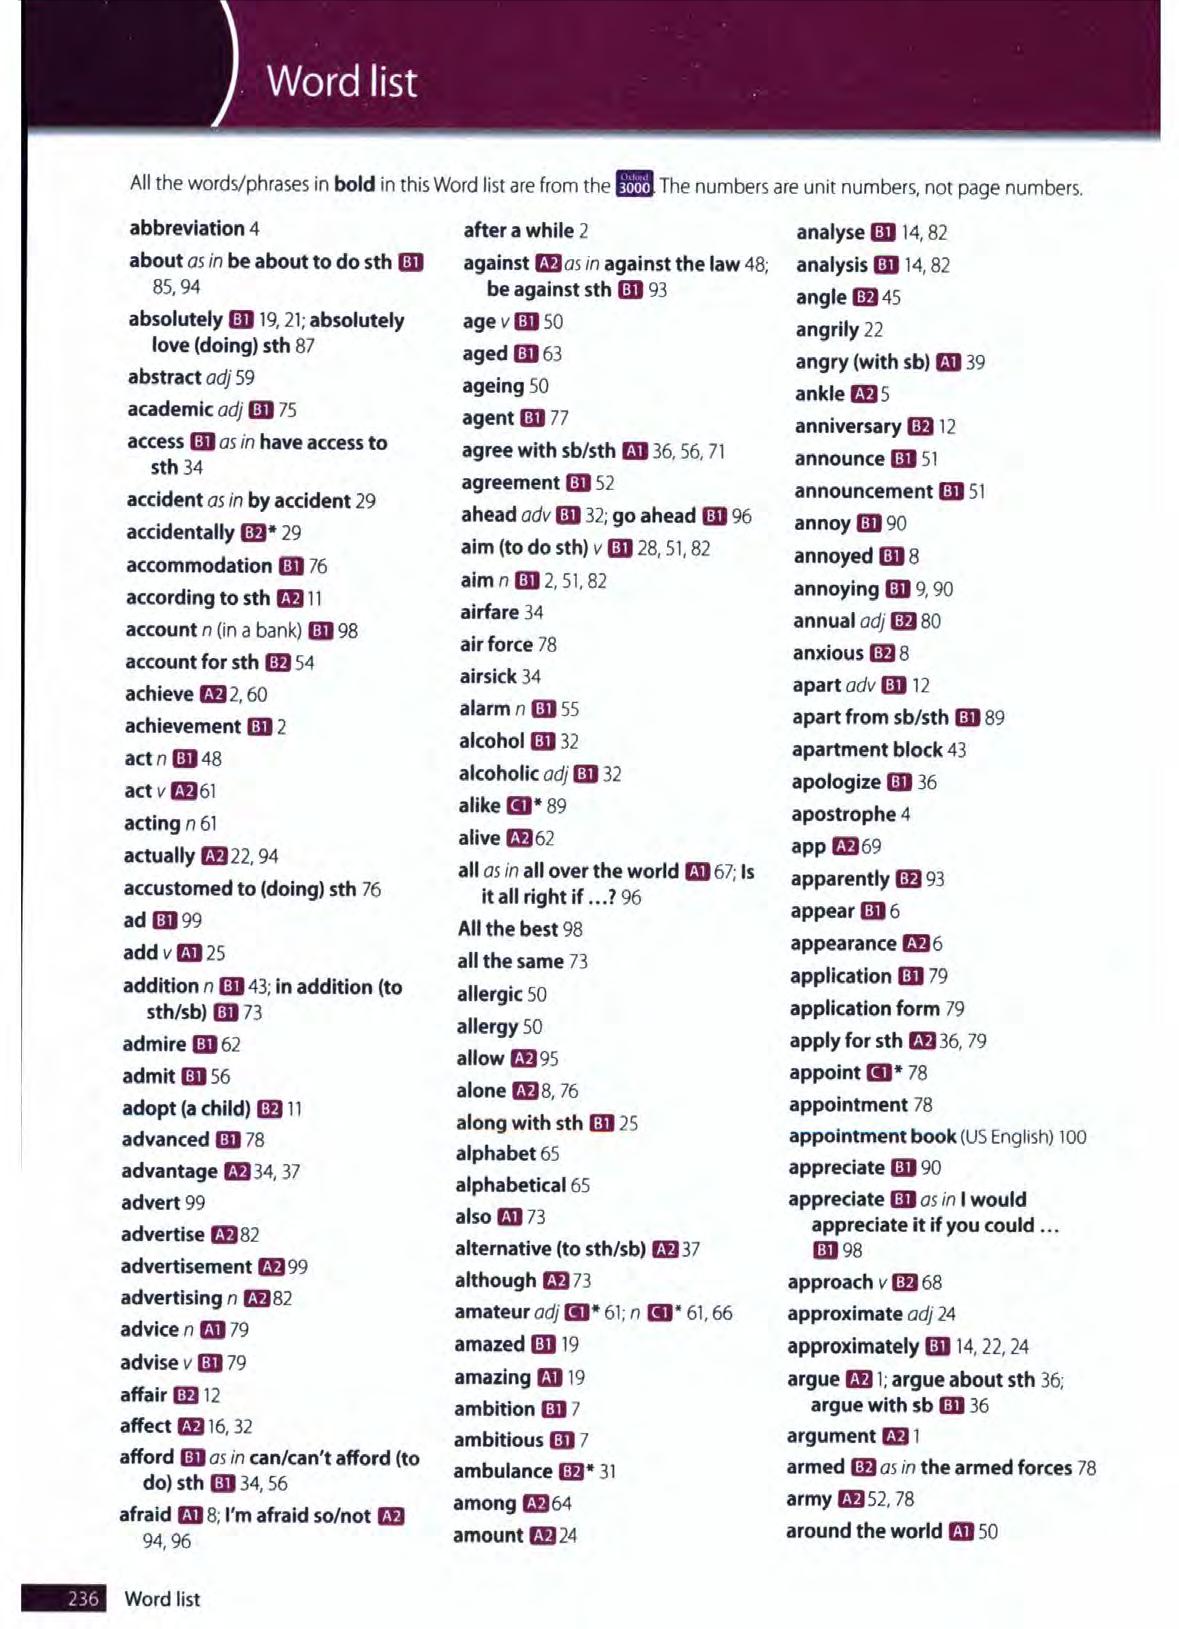 Word list
All the words/phrases in bold in this Word list are from the Oxford 3000. The numbers are unit numbers, not page numbers.
abbreviation 4
about as in be about to do sth B1
85, 94
absolutely B1 19, 21; absolutely
love (doing) sth 87
abstract adj 59
academic adj B1 75
access B1 as in have access to
sth 34
accident as in by accident 29
accidentally B2* 29
accommodation B1 76
according to sth A2 11
account n (in a bank) B1 98
account for sth B2 54
achieve A2 2, 60
achievement B1 2
act n B1 48
act v A2 61
acting n 61
actually A2 22, 94
accustomed to (doing) sth 76
ad B1 99
add v A1 25
addition n B1 43; in addition (to
sth/sb) B1 73
admire B1 62
admit B1 56
adopt (a child) B2 11
advanced B1 78
advantage A2 34, 37
advert 99
advertise A2 82
advertisement A2 99
advertising n A2 82
advice n A1 79
advise v B1 79
affair B2 12
affect A2 16, 32
afford B1 as in can/can't afford (to
do) sth B1 34, 56
afraid A1 8; I'm afraid so/not A2
94, 96
after a while 2
against A2 as in against the law 48;
be against sth B1 93
age v B1 50
aged B1 63
ageing 50
agent B1 77
agree with sb/sth A1 36, 56, 71
agreement B1 52
ahead adv B1 32; go ahead B1 96
aim (to do sth) v B1 28, 51, 82
aim n B1 2, 51, 82
airfare 34
air force 78
airsick 34
alarm n B1 55
alcohol B1 32
alcoholic adj B1 32
alike C1* 89
alive A2 62
all as in all over the world A1 67; Is
it all right if ...? 96
All the best 98
all the same 73
allergic 50
allergy 50
allow A2 95
alone A2 8, 76
along with sth B1 25
alphabet 65
alphabetical 65
also A1 73
alternative (to sth/sb) A2 37
although A2 73
amateur adj C1* 61; n C1* 61, 66
amazed B1 19
amazing A1 19
ambition B1 7
ambitious B1 7
ambulance B2* 31
among A2 64
amount A2 24
analyse B1 14, 82
analysis B1 14, 82
angle B2 45
angrily 22
angry (with sb) A1 39
ankle A2 5
anniversary B2 12
announce B1 51
announcement B1 51
annoy B1 90
annoyed B1 8
annoying B1 9, 90
annual adj B2 80
anxious B2 8
apart adv B1 12
apart from sb/sth B1 89
apartment block 43
apologize B1 36
apostrophe 4
app A2 69
apparently B2 93
appear B1 6
appearance A2 6
application B1 79
application form 79
apply for sth A2 36, 79
appoint C1* 78
appointment 78
appointment book (US English) 100
appreciate B1 90
appreciate B1 as in I would
appreciate it if you could ...
B1 98
approach v B2 68
approximate adj 24
approximately B1 14, 22, 24
argue A2 1; argue about sth 36;
argue with sb B1 36
argument A2 1
armed B2 as in the armed forces 78
army A2 52, 78
around the world A1 50
236 Word list